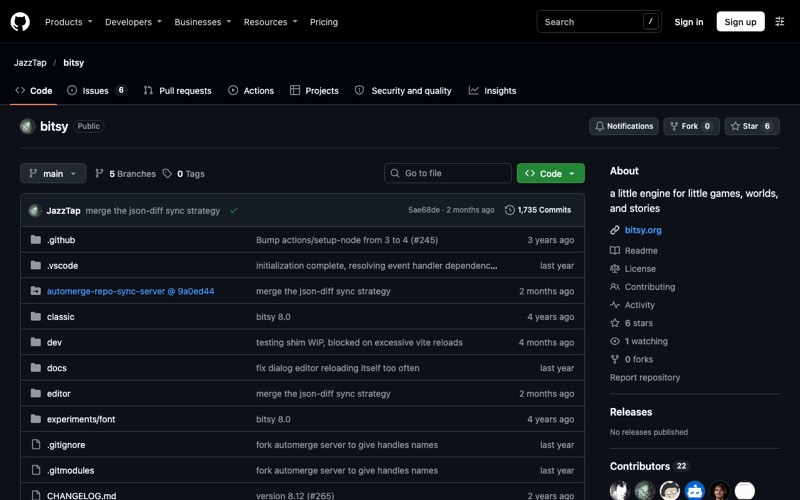 Products Developers Businesses Resources Pricing Search / Sign in Sign up
JazzTap / bitsy
Code Issues 6 Pull requests Actions Projects Security and quality Insights
bitsy Public Notifications Fork 0 Star 6
main 5 Branches 0 Tags Go to file Code
JazzTap merge the json-diff sync strategy 5ae68de · 2 months ago 1,735 Commits
.github Bump actions/setup-node from 3 to 4 (#245) 3 years ago
.vscode initialization complete, resolving event handler dependenc... last year
automerge-repo-sync-server @ 9a0ed44 merge the json-diff sync strategy 2 months ago
classic bitsy 8.0 4 years ago
dev testing shim WIP, blocked on excessive vite reloads 4 months ago
docs fix dialog editor reloading itself too often last year
editor merge the json-diff sync strategy 2 months ago
experiments/font bitsy 8.0 4 years ago
.gitignore fork automerge server to give handles names last year
.gitmodules fork automerge server to give handles names last year
CHANGELOG.md version 8.12 (#265) 2 years ago
About
a little engine for little games, worlds,
and stories
bitsy.org
Readme
License
Contributing
Activity
6 stars
1 watching
0 forks
Report repository
Releases
No releases published
Contributors 22